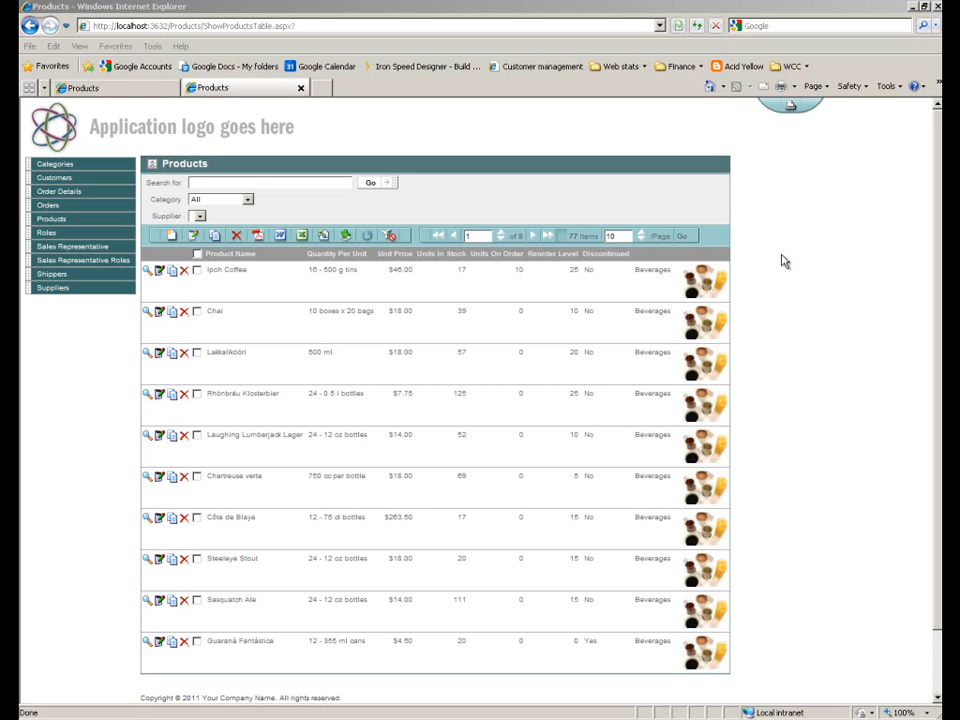 Products - Windows Internet Explorer
http://localhost:3632/Products/ShowProductsTable.aspx?
Google
File Edit View Favorites Tools Help
Favorites Google Accounts Google Docs - My folders Google Calendar Iron Speed Designer - Build ... Customer management Web stats Finance Acid Yellow WCC
Products Products Page Safety Tools
Application logo goes here
Categories
Customers
Order Details
Orders
Products
Roles
Sales Representative
Sales Representative Roles
Shippers
Suppliers
Products
Search for Go
Category All
Supplier
1 of 8 77 Items 10 /Page Go
Product Name Quantity Per Unit Unit Price Units In Stock Units On Order Reorder Level Discontinued
Ipoh Coffee 16 - 500 g tins $46.00 17 10 25 No Beverages
Chai 10 boxes x 20 bags $18.00 39 0 10 No Beverages
Lakkalikööri 500 ml $18.00 57 0 20 No Beverages
Rhönbräu Klosterbier 24 - 0.5 l bottles $7.75 125 0 25 No Beverages
Laughing Lumberjack Lager 24 - 12 oz bottles $14.00 52 0 10 No Beverages
Chartreuse verte 750 cc per bottle $18.00 69 0 5 No Beverages
Côte de Blaye 12 - 75 cl bottles $263.50 17 0 15 No Beverages
Steeleye Stout 24 - 12 oz bottles $18.00 20 0 15 No Beverages
Sasquatch Ale 24 - 12 oz bottles $14.00 111 0 15 No Beverages
Guaraná Fantástica 12 - 355 ml cans $4.50 20 0 0 Yes Beverages
Copyright © 2011 Your Company Name. All rights reserved.
Done Local intranet 100%